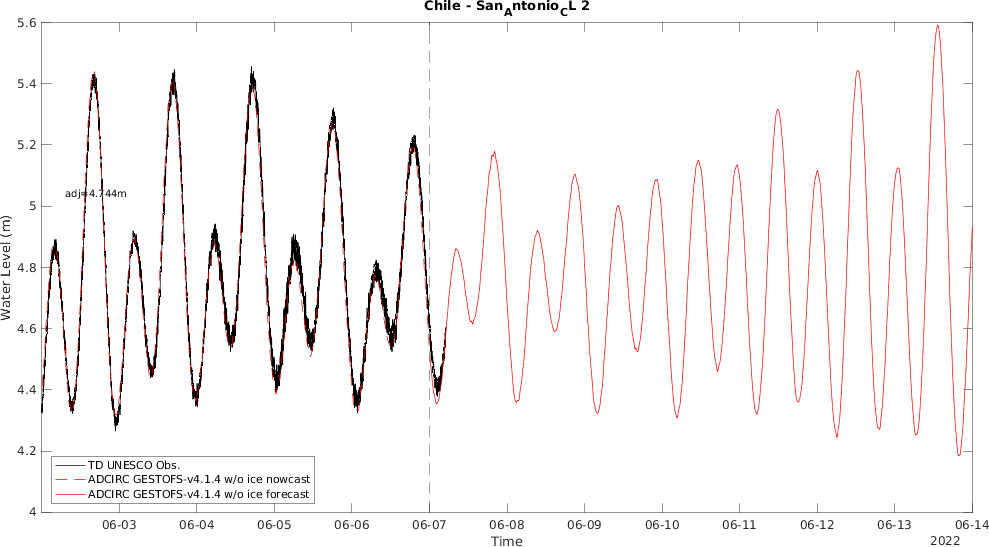 Chile - SanAntonioCL 2
5.6
5.4
5.2
5
4.8
4.6
4.4
4.2
4
Water Level (m)
adj=4.744m
TD UNESCO Obs.
ADCIRC GESTOFS-v4.1.4 w/o ice nowcast
ADCIRC GESTOFS-v4.1.4 w/o ice forecast
06-03 06-04 06-05 06-06 06-07 06-08 06-09 06-10 06-11 06-12 06-13 06-14
Time
2022